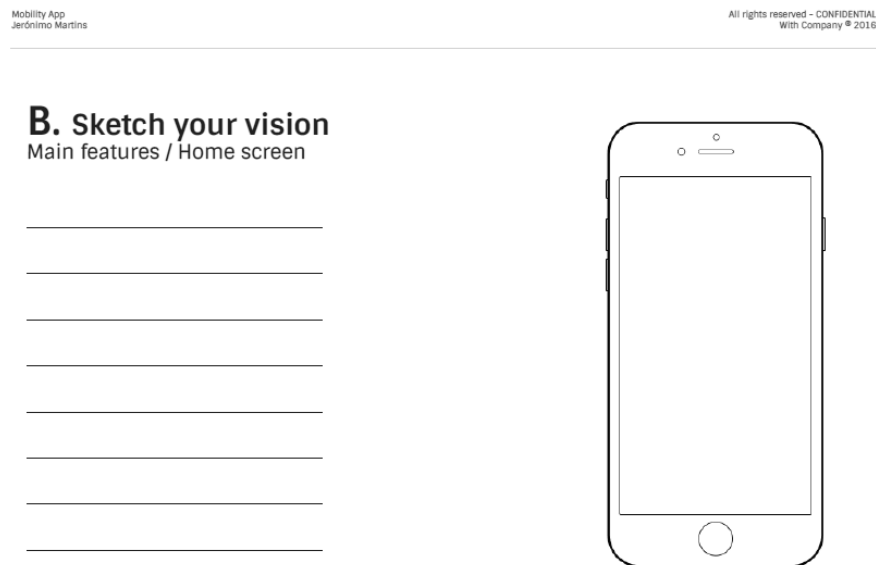 Mobility App
Jerónimo Martins
All rights reserved - CONFIDENTIAL
With Company ® 2016
B. Sketch your vision
Main features / Home screen